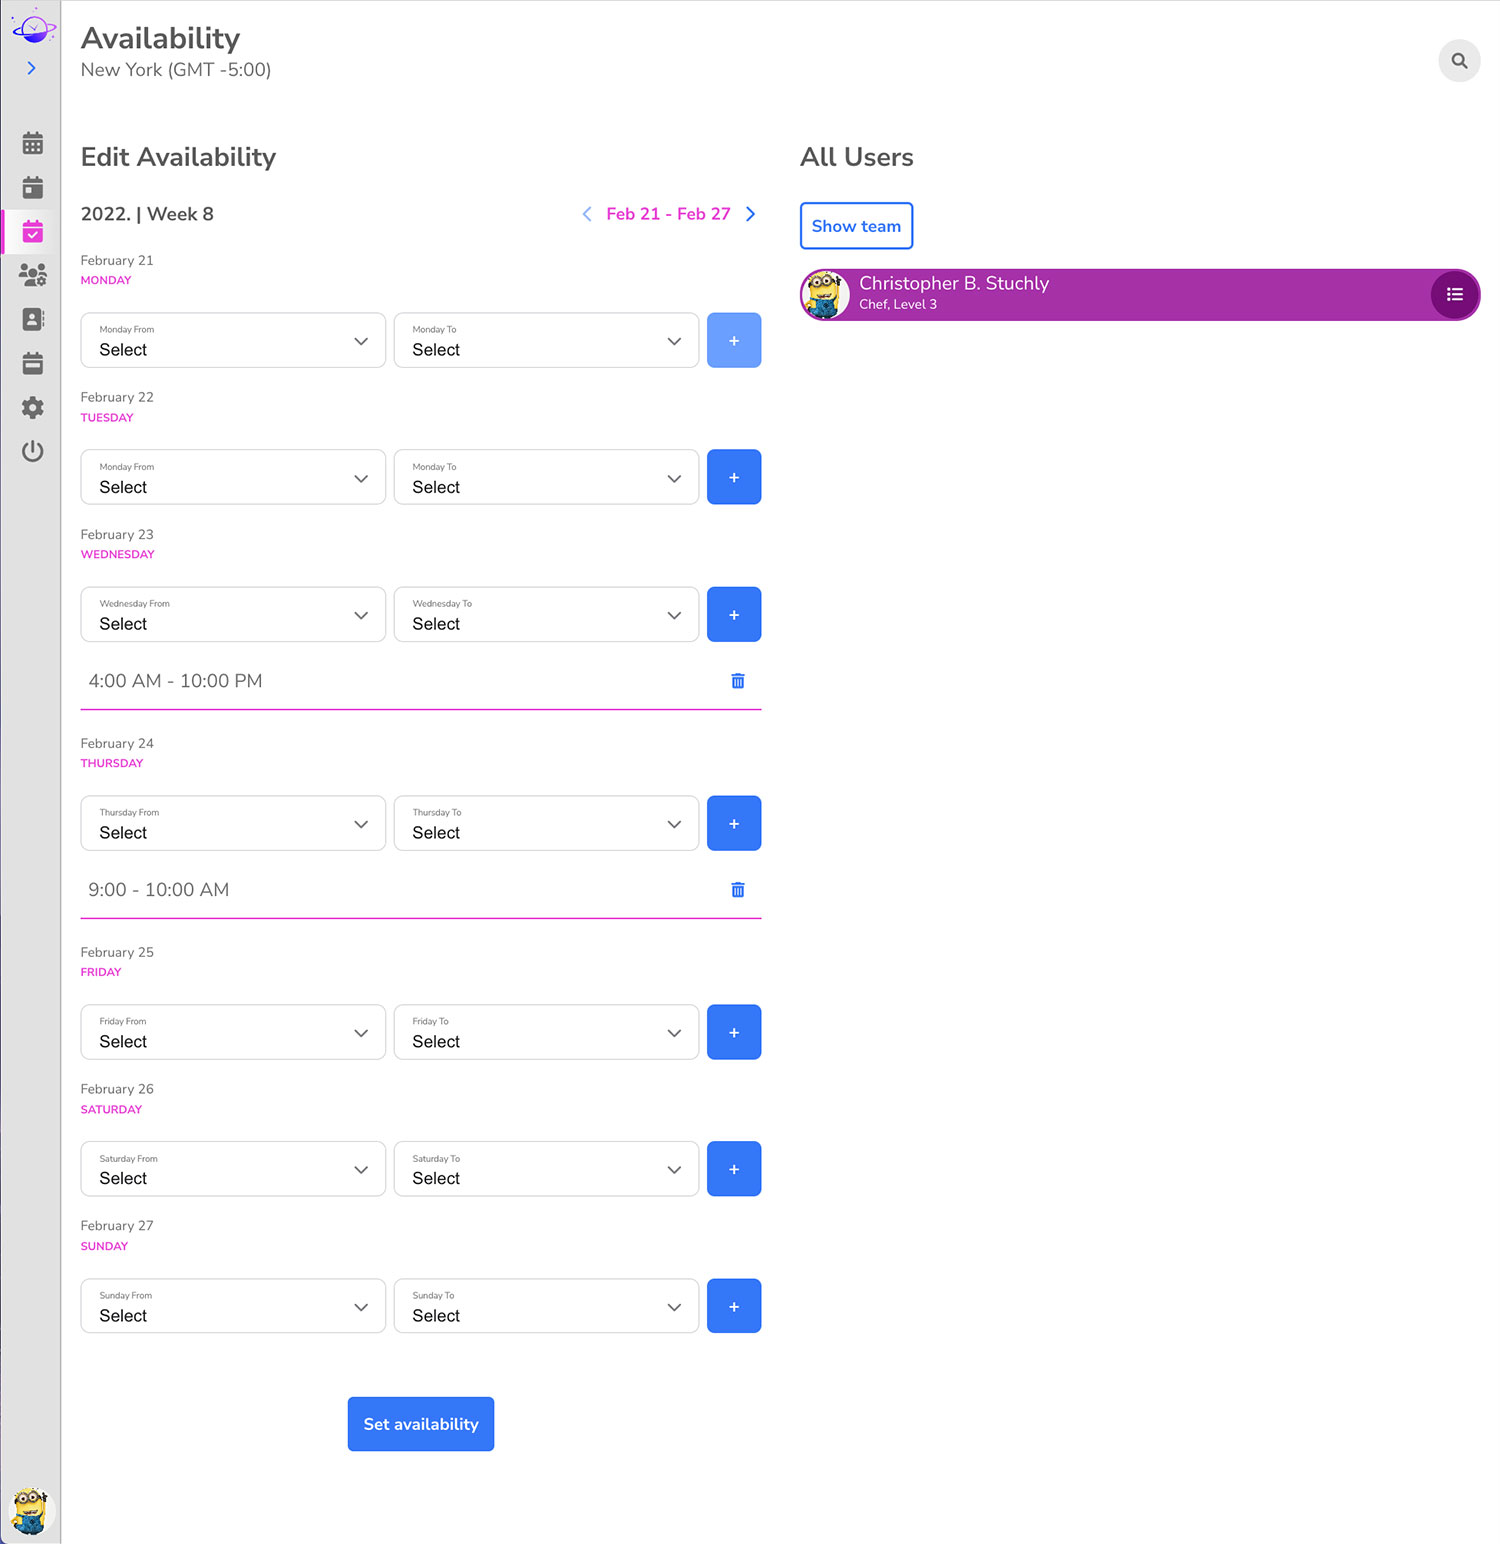 Availability
New York (GMT -5:00)
Edit Availability
2022. | Week 8
Feb 21 - Feb 27
February 21
MONDAY
Monday From
Select
Monday To
Select
+
February 22
TUESDAY
Monday From
Select
Monday To
Select
+
February 23
WEDNESDAY
Wednesday From
Select
Wednesday To
Select
+
4:00 AM - 10:00 PM
February 24
THURSDAY
Thursday From
Select
Thursday To
Select
+
9:00 - 10:00 AM
February 25
FRIDAY
Friday From
Select
Friday To
Select
+
February 26
SATURDAY
Saturday From
Select
Saturday To
Select
+
February 27
SUNDAY
Sunday From
Select
Sunday To
Select
+
Set availability
All Users
Show team
Christopher B. Stuchly
Chef, Level 3